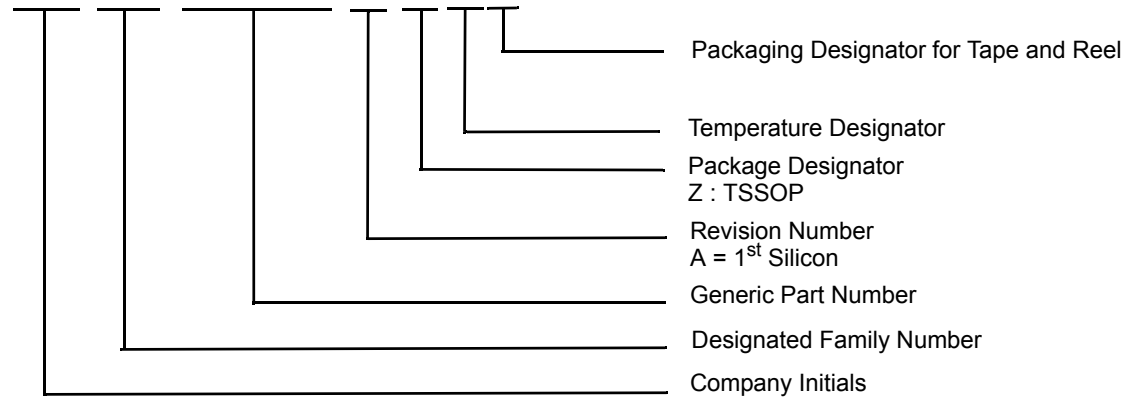 Packaging Designator for Tape and Reel
Temperature Designator
Package Designator
Z : TSSOP
Revision Number
A = 1st Silicon
Generic Part Number
Designated Family Number
Company Initials